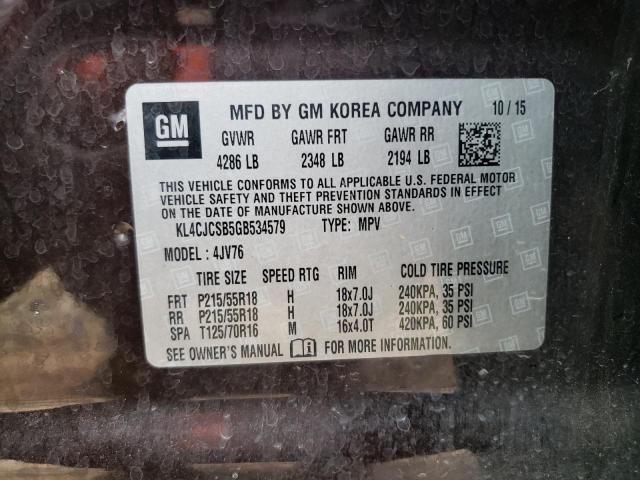 GM
MFD BY GM KOREA COMPANY 10 / 15
GVWR GAWR FRT GAWR RR
4286 LB 2348 LB 2194 LB
THIS VEHICLE CONFORMS TO ALL APPLICABLE U.S. FEDERAL MOTOR
VEHICLE SAFETY AND THEFT PREVENTION STANDARDS IN EFFECT
ON THE DATE OF MANUFACTURE SHOWN ABOVE.
KL4CJCSB5GB534579 TYPE: MPV
MODEL : 4JV76
TIRE SIZE SPEED RTG RIM COLD TIRE PRESSURE
FRT P215/55R18 H 18x7.0J 240KPA, 35 PSI
RR P215/55R18 H 18x7.0J 240KPA, 35 PSI
SPA T125/70R16 M 16x4.0T 420KPA, 60 PSI
SEE OWNER'S MANUAL FOR MORE INFORMATION.